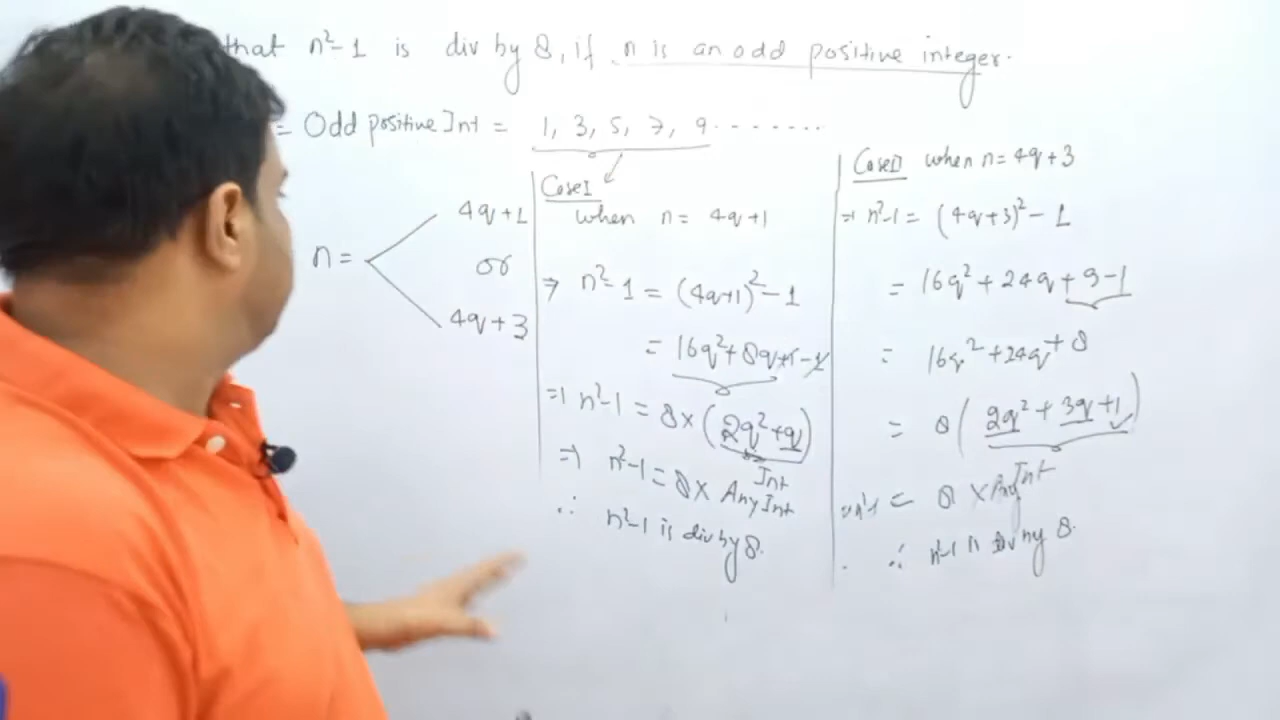 that n²-1 is div by 8, if n is an odd positive integer.
= Odd positive Int = 1, 3, 5, 7, 9 ........
n =
4q+1
or
4q+3
Case I
when n = 4q+1
⇒ n²-1 = (4q+1)² - 1
= 16q²+8q+1-1
⇒ n²-1 = 8×(2q²+q)
Int
⇒ n²-1 = 8× Any Int
∴ n²-1 is div by 8.
Case II when n = 4q+3
⇒ n²-1 = (4q+3)² - 1
= 16q² + 24q + 9-1
= 16q² + 24q + 8
= 8(2q² + 3q + 1)
⇒ n²-1 = 8 × Any Int
∴ n²-1 is div by 8.